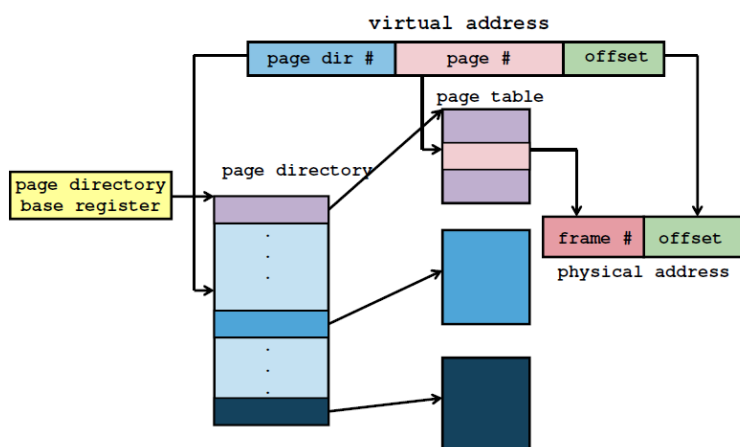 virtual address
page dir #
page #
offset
page table
page directory
page directory
base register
frame #
offset
physical address